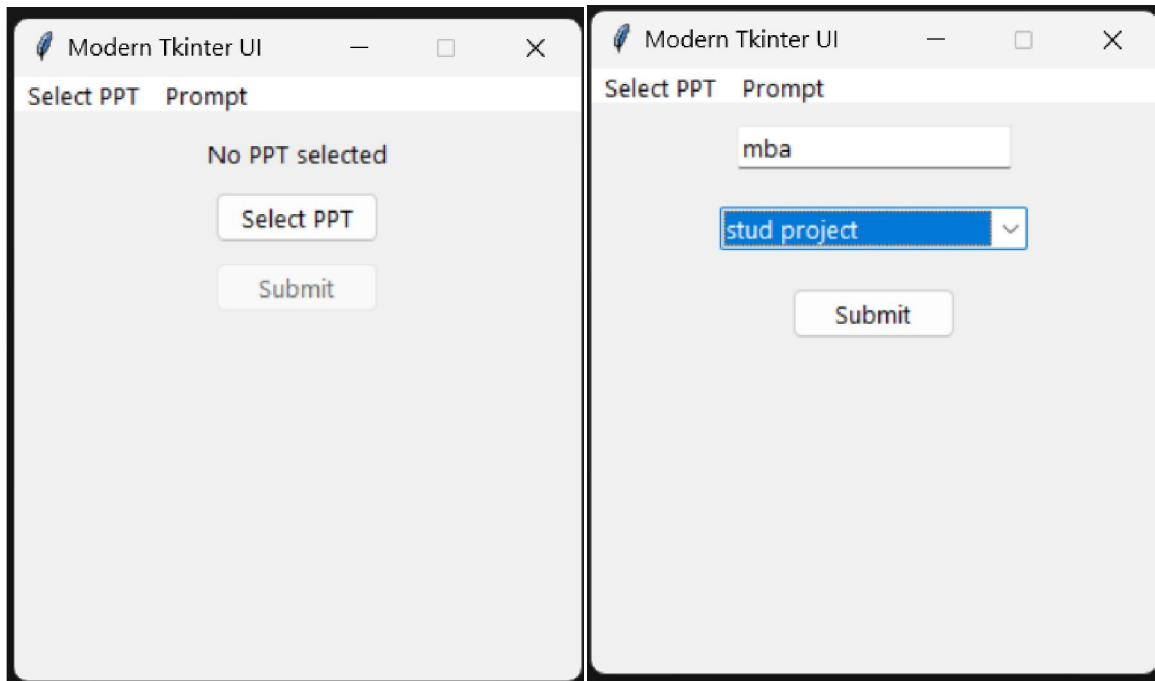 Modern Tkinter UI
Select PPT Prompt
No PPT selected
Select PPT
Submit
Modern Tkinter UI
Select PPT Prompt
mba
stud project
Submit